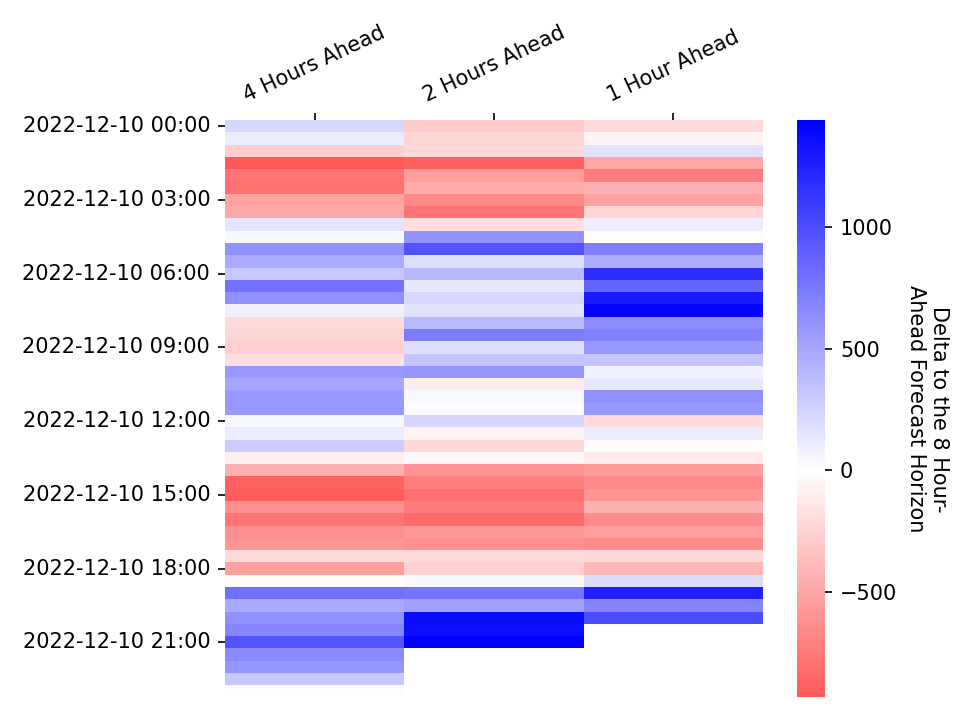 4 Hours Ahead
2 Hours Ahead
1 Hour Ahead
2022-12-10 00:00
2022-12-10 03:00
2022-12-10 06:00
2022-12-10 09:00
2022-12-10 12:00
2022-12-10 15:00
2022-12-10 18:00
2022-12-10 21:00
1000
500
0
−500
Delta to the 8 Hour-
Ahead Forecast Horizon